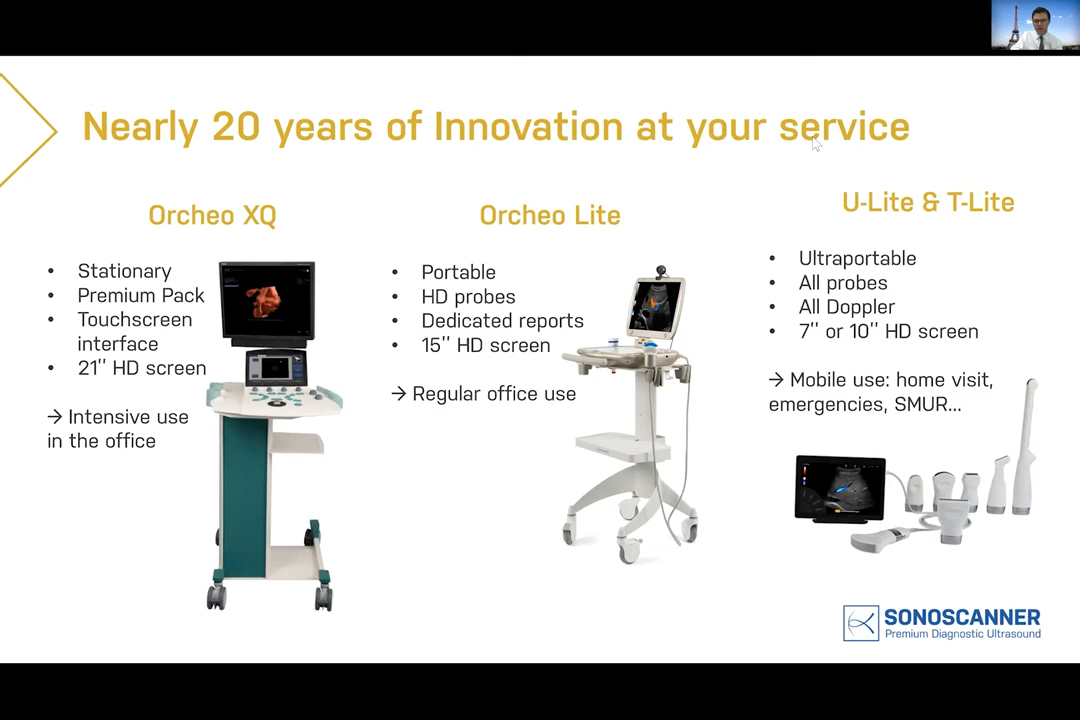 Nearly 20 years of Innovation at your service
Orcheo XQ
• Stationary
• Premium Pack
• Touchscreen
interface
• 21'' HD screen
→ Intensive use
in the office
Orcheo Lite
• Portable
• HD probes
• Dedicated reports
• 15'' HD screen
→ Regular office use
U-Lite & T-Lite
• Ultraportable
• All probes
• All Doppler
• 7'' or 10'' HD screen
→ Mobile use: home visit,
emergencies, SMUR...
SONOSCANNER
Premium Diagnostic Ultrasound